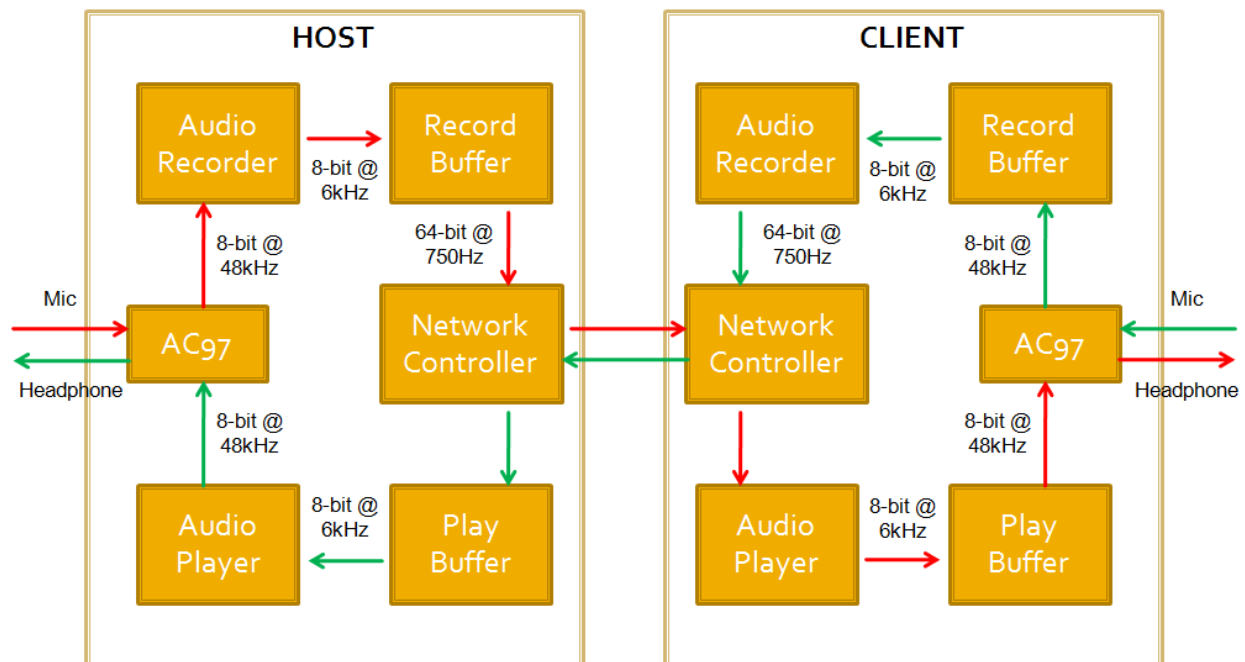 HOST
Audio
Recorder
8-bit @
6kHz
Record
Buffer
8-bit @
48kHz
64-bit @
750Hz
Mic
AC97
Headphone
Network
Controller
8-bit @
48kHz
Audio
Player
8-bit @
6kHz
Play
Buffer
CLIENT
Audio
Recorder
8-bit @
6kHz
Record
Buffer
64-bit @
750Hz
8-bit @
48kHz
Network
Controller
AC97
Mic
Headphone
8-bit @
48kHz
Audio
Player
8-bit @
6kHz
Play
Buffer